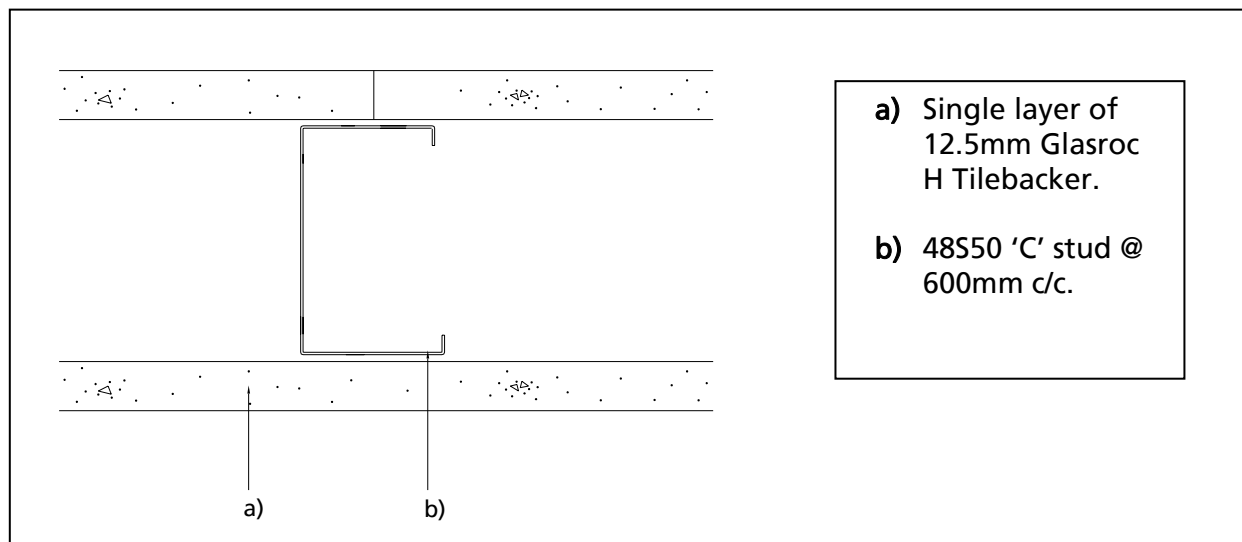 a) Single layer of
12.5mm Glasroc
H Tilebacker.
b) 48S50 ‘C’ stud @
600mm c/c.
a)
b)